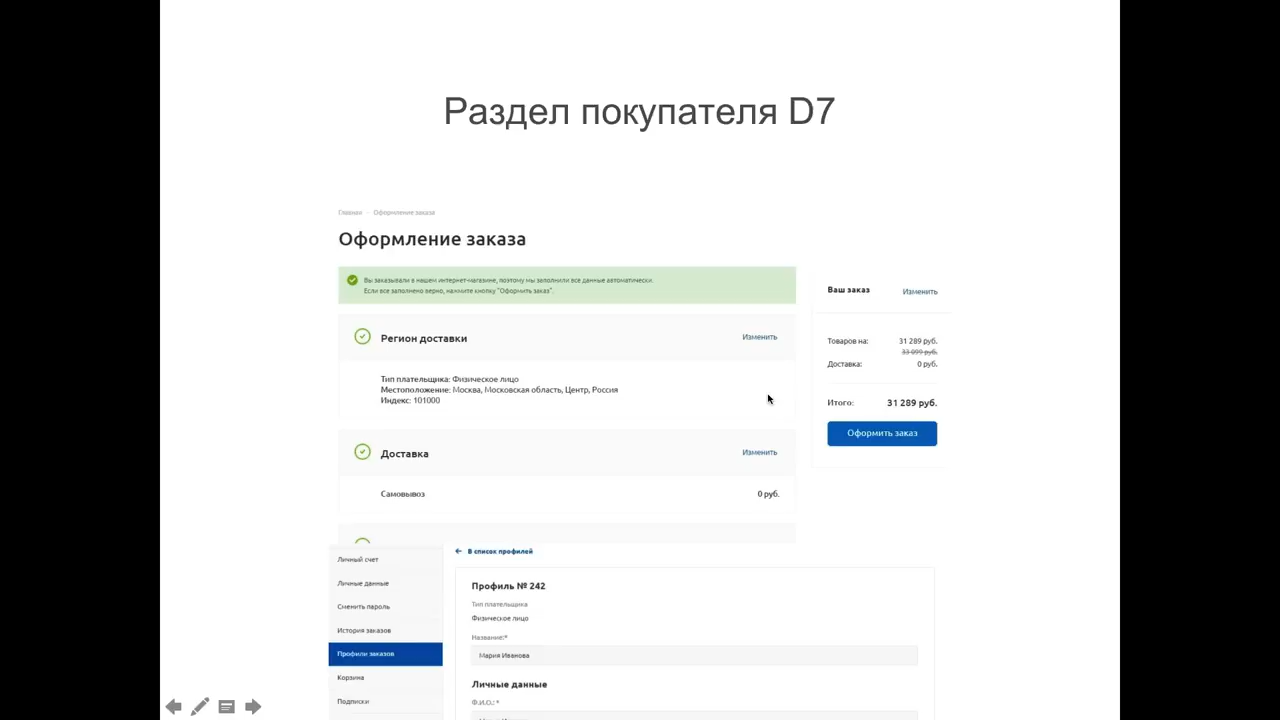 Раздел покупателя D7
Главная - Оформление заказа
Оформление заказа
Вы заказывали в нашем интернет-магазине, поэтому мы заполнили все данные автоматически.
Если все заполнено верно, нажмите кнопку "Оформить заказ".
Регион доставки
Изменить
Тип плательщика: Физическое лицо
Местоположение: Москва, Московская область, Центр, Россия
Индекс: 101000
Доставка
Изменить
Самовывоз
0 руб.
Ваш заказ
Изменить
Товаров на: 31 289 руб.
33 099 руб.
Доставка: 0 руб.
Итого: 31 289 руб.
Оформить заказ
Личный счет
Личные данные
Сменить пароль
История заказов
Профили заказов
Корзина
Подписки
В список профилей
Профиль № 242
Тип плательщика
Физическое лицо
Название:*
Мария Иванова
Личные данные
Ф.И.О.: *